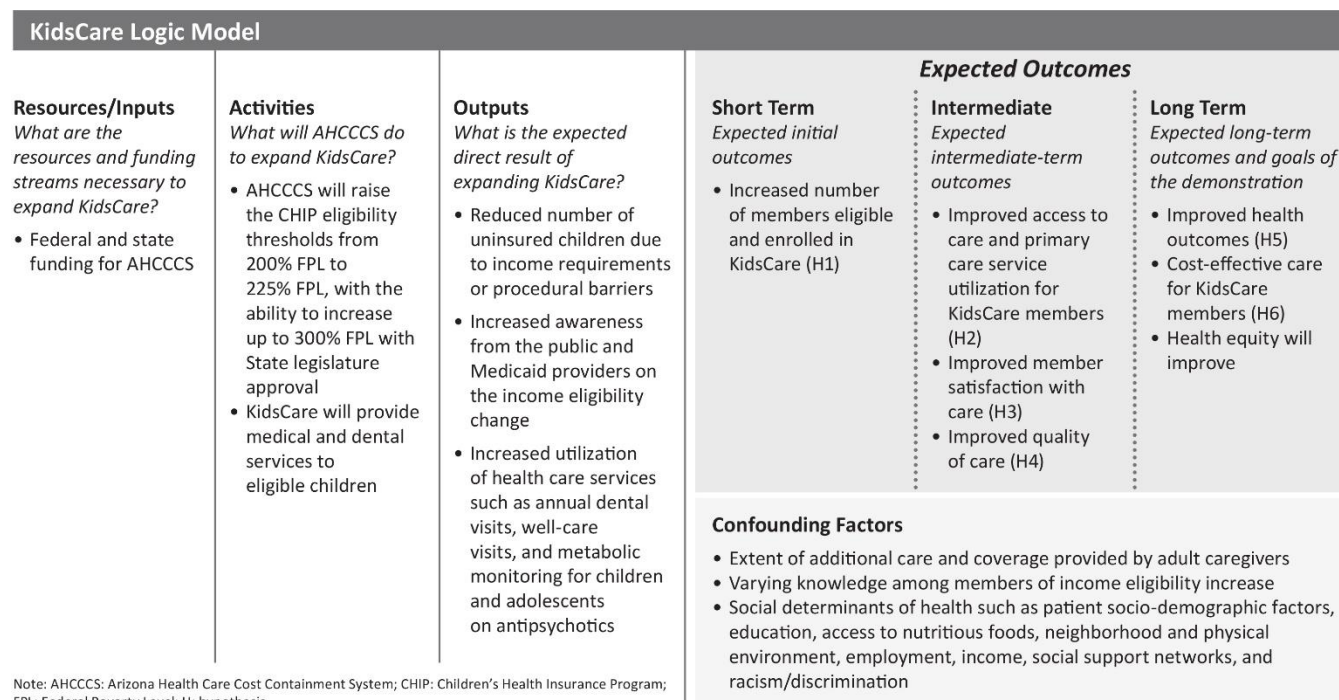 KidsCare Logic Model
Resources/Inputs
What are the
resources and funding
streams necessary to
expand KidsCare?
• Federal and state
funding for AHCCCS
Activities
What will AHCCCS do
to expand KidsCare?
• AHCCCS will raise
the CHIP eligibility
thresholds from
200% FPL to
225% FPL, with the
ability to increase
up to 300% FPL with
State legislature
approval
• KidsCare will provide
medical and dental
services to
eligible children
Outputs
What is the expected
direct result of
expanding KidsCare?
• Reduced number of
uninsured children due
to income requirements
or procedural barriers
• Increased awareness
from the public and
Medicaid providers on
the income eligibility
change
• Increased utilization
of health care services
such as annual dental
visits, well-care
visits, and metabolic
monitoring for children
and adolescents
on antipsychotics
Expected Outcomes
Short Term
Expected initial
outcomes
• Increased number
of members eligible
and enrolled in
KidsCare (H1)
Intermediate
Expected
intermediate-term
outcomes
• Improved access to
care and primary
care service
utilization for
KidsCare members
(H2)
• Improved member
satisfaction with
care (H3)
• Improved quality
of care (H4)
Long Term
Expected long-term
outcomes and goals of
the demonstration
• Improved health
outcomes (H5)
• Cost-effective care
for KidsCare
members (H6)
• Health equity will
improve
Confounding Factors
• Extent of additional care and coverage provided by adult caregivers
• Varying knowledge among members of income eligibility increase
• Social determinants of health such as patient socio-demographic factors,
education, access to nutritious foods, neighborhood and physical
environment, employment, income, social support networks, and
racism/discrimination
Note: AHCCCS: Arizona Health Care Cost Containment System; CHIP: Children's Health Insurance Program;
FPL: Federal Poverty Level; H: hypothesis